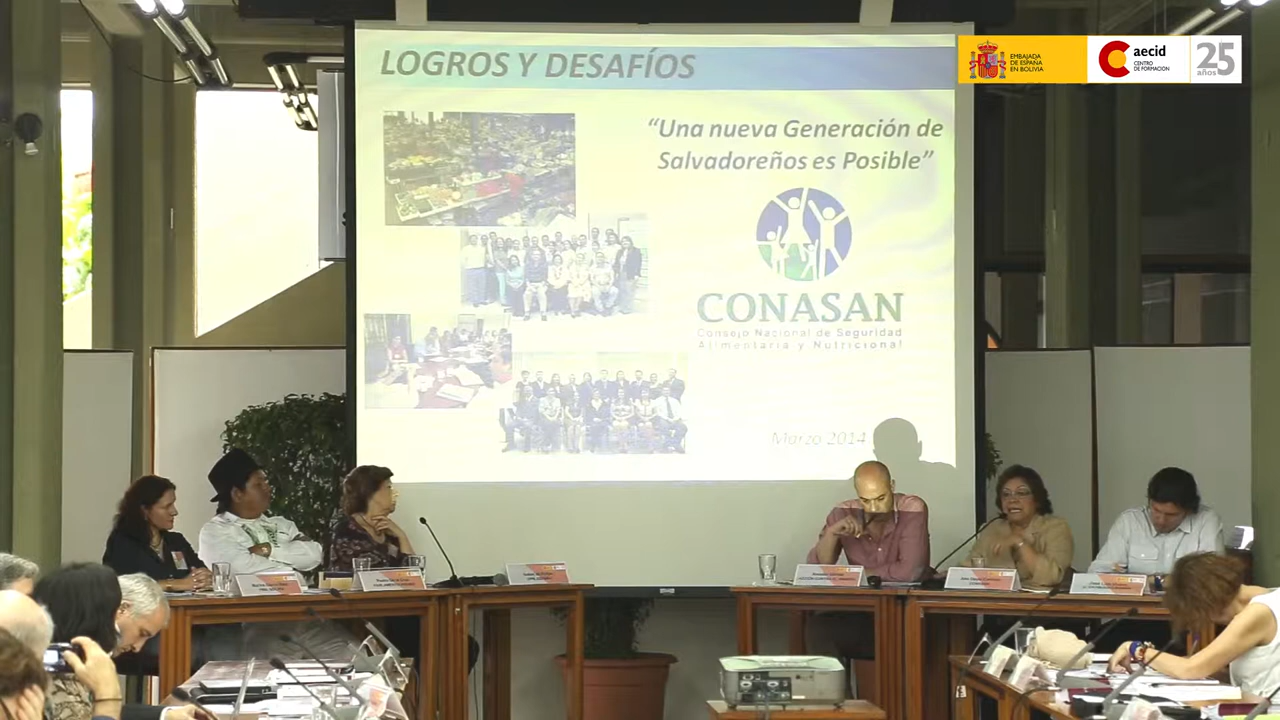 LOGROS Y DESAFÍOS
EMBAJADA
DE ESPAÑA
EN BOLIVIA
aecid
CENTRO
DE FORMACIÓN
25
años
“Una nueva Generación de
Salvadoreños es Posible”
CONASAN
Consejo Nacional de Seguridad
Alimentaria y Nutricional
Marzo 2014